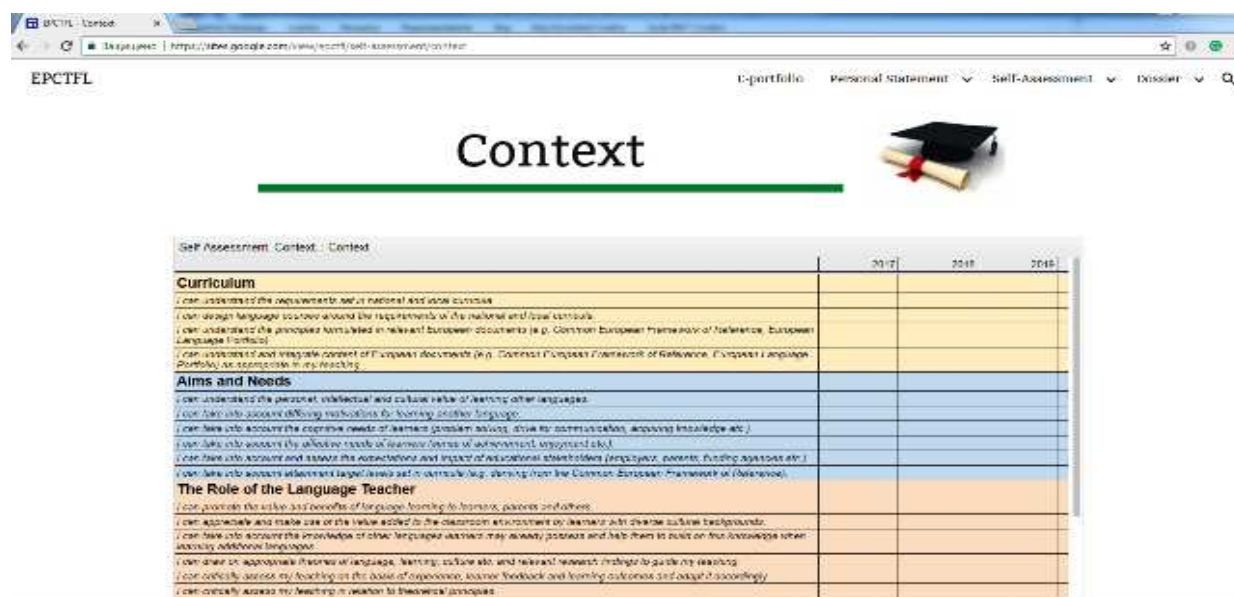 EPCTFL - Context
https://sites.google.com/view/epctfl/self-assessment/context
EPCTFL
E-portfolio Personal Statement Self-Assessment Dossier
Context
Self Assessment Context : Context
2017 2018 2019
Curriculum
I can understand the requirements set in national and local curricula
I can design language courses around the requirements of the national and local curricula.
I can understand the principles formulated in relevant European documents (e.g. Common European Framework of Reference, European
Language Portfolio)
I can understand and integrate content of European documents (e.g. Common European Framework of Reference, European Language
Portfolio) as appropriate in my teaching
Aims and Needs
I can understand the personal, intellectual and cultural value of learning other languages.
I can take into account differing motivations for learning another language.
I can take into account the cognitive needs of learners (problem solving, drive for communication, acquiring knowledge etc.)
I can take into account the affective needs of learners (sense of achievement, enjoyment etc.)
I can take into account and assess the expectations and impact of educational stakeholders (employers, parents, funding agencies etc.)
I can take into account attainment target levels set in curricula (e.g. deriving from the Common European Framework of Reference).
The Role of the Language Teacher
I can promote the value and benefits of language learning to learners, parents and others
I can appreciate and make use of the value added to the classroom environment by learners with diverse cultural backgrounds.
I can take into account the knowledge of other languages learners may already possess and help them to build on this knowledge when
learning additional languages
I can draw on appropriate theories of language, learning, culture etc. and relevant research findings to guide my teaching
I can critically assess my teaching on the basis of experience, learner feedback and learning outcomes and adapt it accordingly
I can critically assess my teaching in relation to theoretical principles